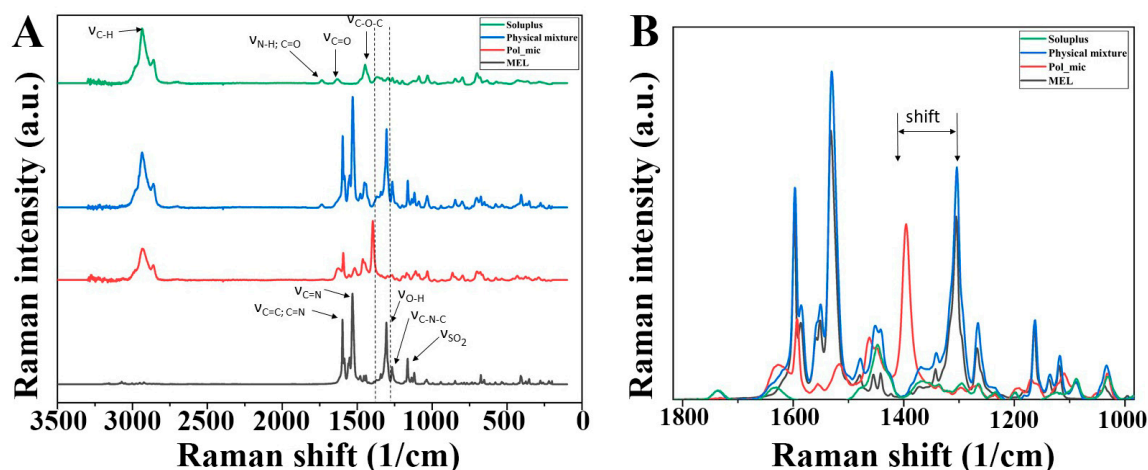 A
B
Soluplus
Physical mixture
Pol_mic
MEL
Soluplus
Physical mixture
Pol_mic
MEL
νC-H
νN-H; C=O
νC=O
νC-O-C
νC=C; C=N
νC=N
νO-H
νC-N-C
νSO2
shift
Raman intensity (a.u.)
Raman intensity (a.u.)
3500 3000 2500 2000 1500 1000 500 0
1800 1600 1400 1200 1000
Raman shift (1/cm)
Raman shift (1/cm)